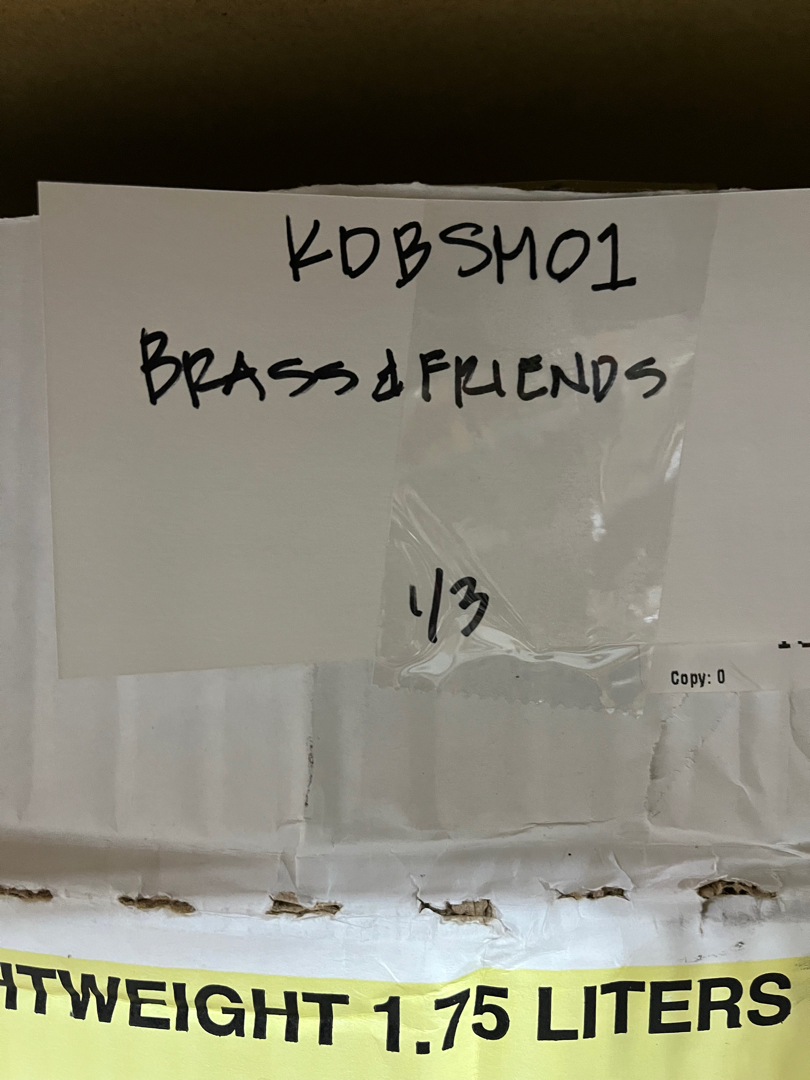 KDBSM01
BRASS & FRIENDS
1/3
Copy: 0
HTWEIGHT 1.75 LITERS